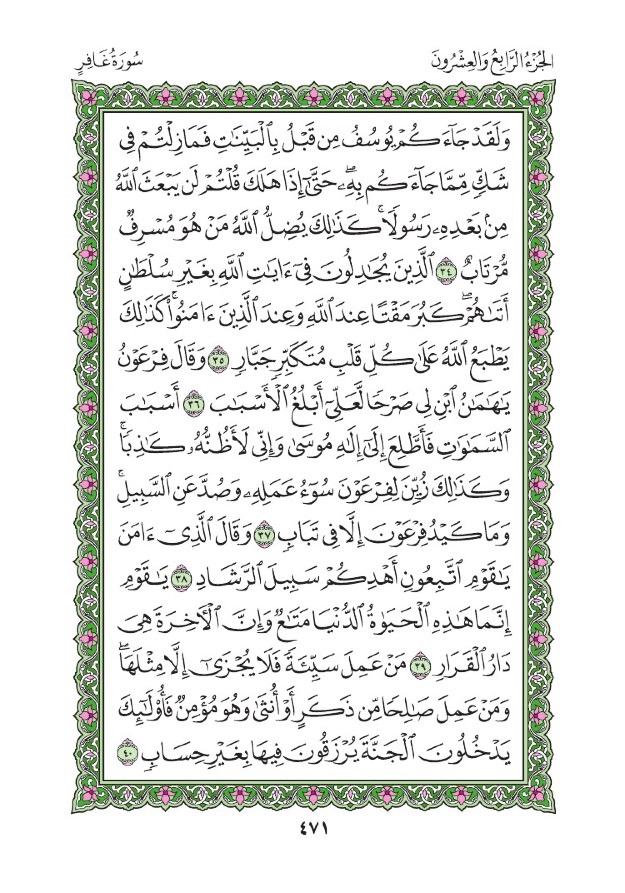 الجُزْءُ الرَّابِعُ وَالعِشْرُونَ
سُورَةُ غَافِرٍ
وَلَقَدْ جَآءَكُمْ يُوسُفُ مِن قَبْلُ بِٱلْبَيِّنَٰتِ فَمَا زِلْتُمْ فِى
شَكٍّ مِّمَّا جَآءَكُم بِهِۦۖ حَتَّىٰٓ إِذَا هَلَكَ قُلْتُمْ لَن يَبْعَثَ ٱللَّهُ
مِنۢ بَعْدِهِۦ رَسُولًاۚ كَذَٰلِكَ يُضِلُّ ٱللَّهُ مَنْ هُوَ مُسْرِفٌ
مُّرْتَابٌ ٣٤ ٱلَّذِينَ يُجَٰدِلُونَ فِىٓ ءَايَٰتِ ٱللَّهِ بِغَيْرِ سُلْطَٰنٍ
أَتَىٰهُمْۖ كَبُرَ مَقْتًا عِندَ ٱللَّهِ وَعِندَ ٱلَّذِينَ ءَامَنُوا۟ۚ كَذَٰلِكَ
يَطْبَعُ ٱللَّهُ عَلَىٰ كُلِّ قَلْبِ مُتَكَبِّرٍ جَبَّارٍ ٣٥ وَقَالَ فِرْعَوْنُ
يَٰهَٰمَٰنُ ٱبْنِ لِى صَرْحًا لَّعَلِّىٓ أَبْلُغُ ٱلْأَسْبَٰبَ ٣٦ أَسْبَٰبَ
ٱلسَّمَٰوَٰتِ فَأَطَّلِعَ إِلَىٰٓ إِلَٰهِ مُوسَىٰ وَإِنِّى لَأَظُنُّهُۥ كَٰذِبًاۚ
وَكَذَٰلِكَ زُيِّنَ لِفِرْعَوْنَ سُوٓءُ عَمَلِهِۦ وَصُدَّ عَنِ ٱلسَّبِيلِۚ
وَمَا كَيْدُ فِرْعَوْنَ إِلَّا فِى تَبَابٍ ٣٧ وَقَالَ ٱلَّذِىٓ ءَامَنَ
يَٰقَوْمِ ٱتَّبِعُونِ أَهْدِكُمْ سَبِيلَ ٱلرَّشَادِ ٣٨ يَٰقَوْمِ
إِنَّمَا هَٰذِهِ ٱلْحَيَوٰةُ ٱلدُّنْيَا مَتَٰعٌ وَإِنَّ ٱلْءَاخِرَةَ هِىَ
دَارُ ٱلْقَرَارِ ٣٩ مَنْ عَمِلَ سَيِّئَةً فَلَا يُجْزَىٰٓ إِلَّا مِثْلَهَاۖ
وَمَنْ عَمِلَ صَٰلِحًا مِّن ذَكَرٍ أَوْ أُنثَىٰ وَهُوَ مُؤْمِنٌ فَأُو۟لَٰٓئِكَ
يَدْخُلُونَ ٱلْجَنَّةَ يُرْزَقُونَ فِيهَا بِغَيْرِ حِسَابٍ ٤٠
٤٧١